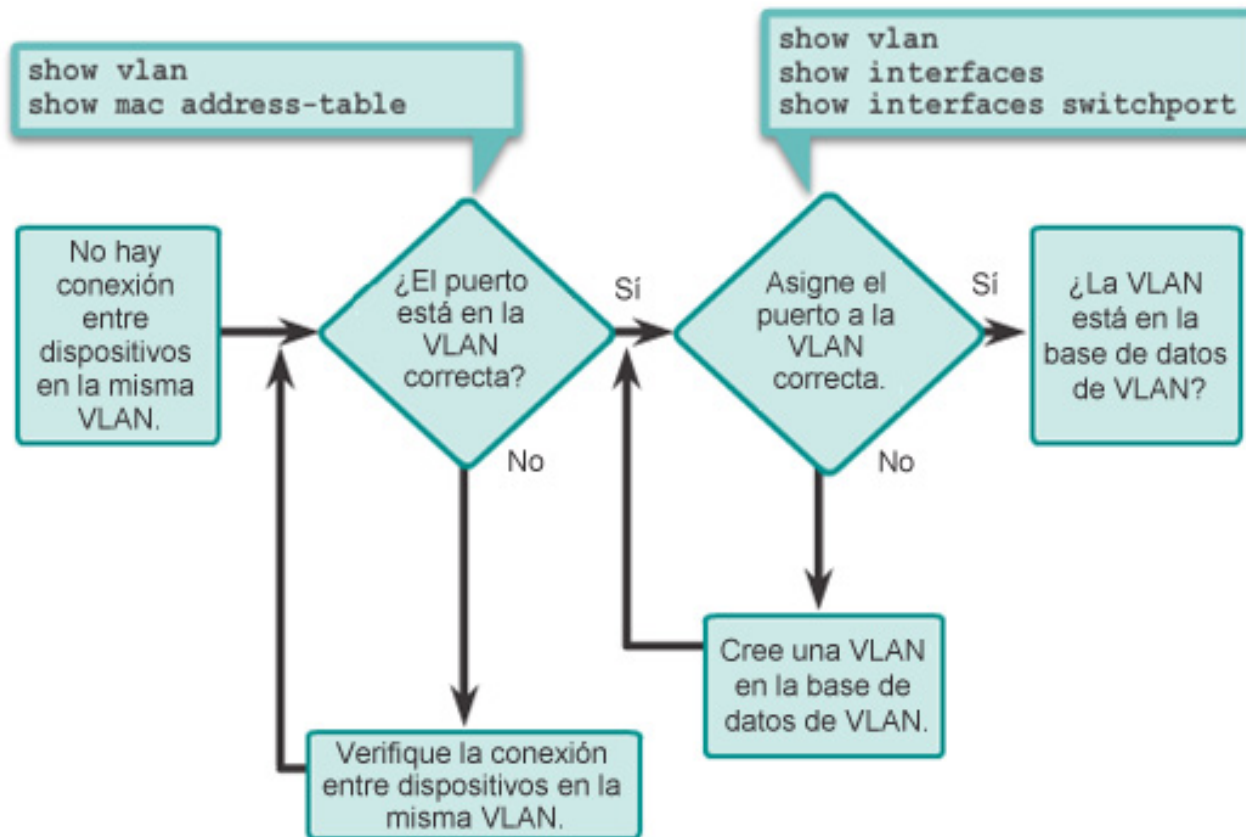 show vlan
show mac address-table
show vlan
show interfaces
show interfaces switchport
No hay
conexión
entre
dispositivos
en la misma
VLAN.
¿El puerto
está en la
VLAN
correcta?
Sí
Asigne el
puerto a la
VLAN
correcta.
Sí
¿La VLAN
está en la
base de datos
de VLAN?
No
No
Cree una VLAN
en la base de
datos de VLAN.
Verifique la conexión
entre dispositivos en la
misma VLAN.